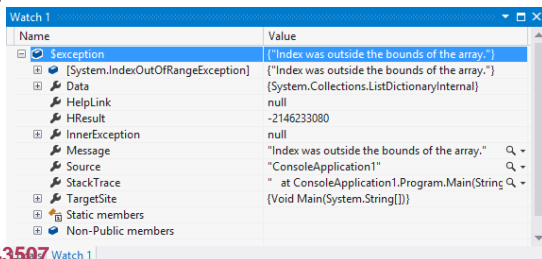 Watch 1
Name Value
$exception {"Index was outside the bounds of the array."}
[System.IndexOutOfRangeException] {"Index was outside the bounds of the array."}
Data {System.Collections.ListDictionaryInternal}
HelpLink null
HResult -2146233080
InnerException null
Message "Index was outside the bounds of the array."
Source "ConsoleApplication1"
StackTrace " at ConsoleApplication1.Program.Main(String
TargetSite {Void Main(System.String[])}
Static members
Non-Public members
3507 Watch 1